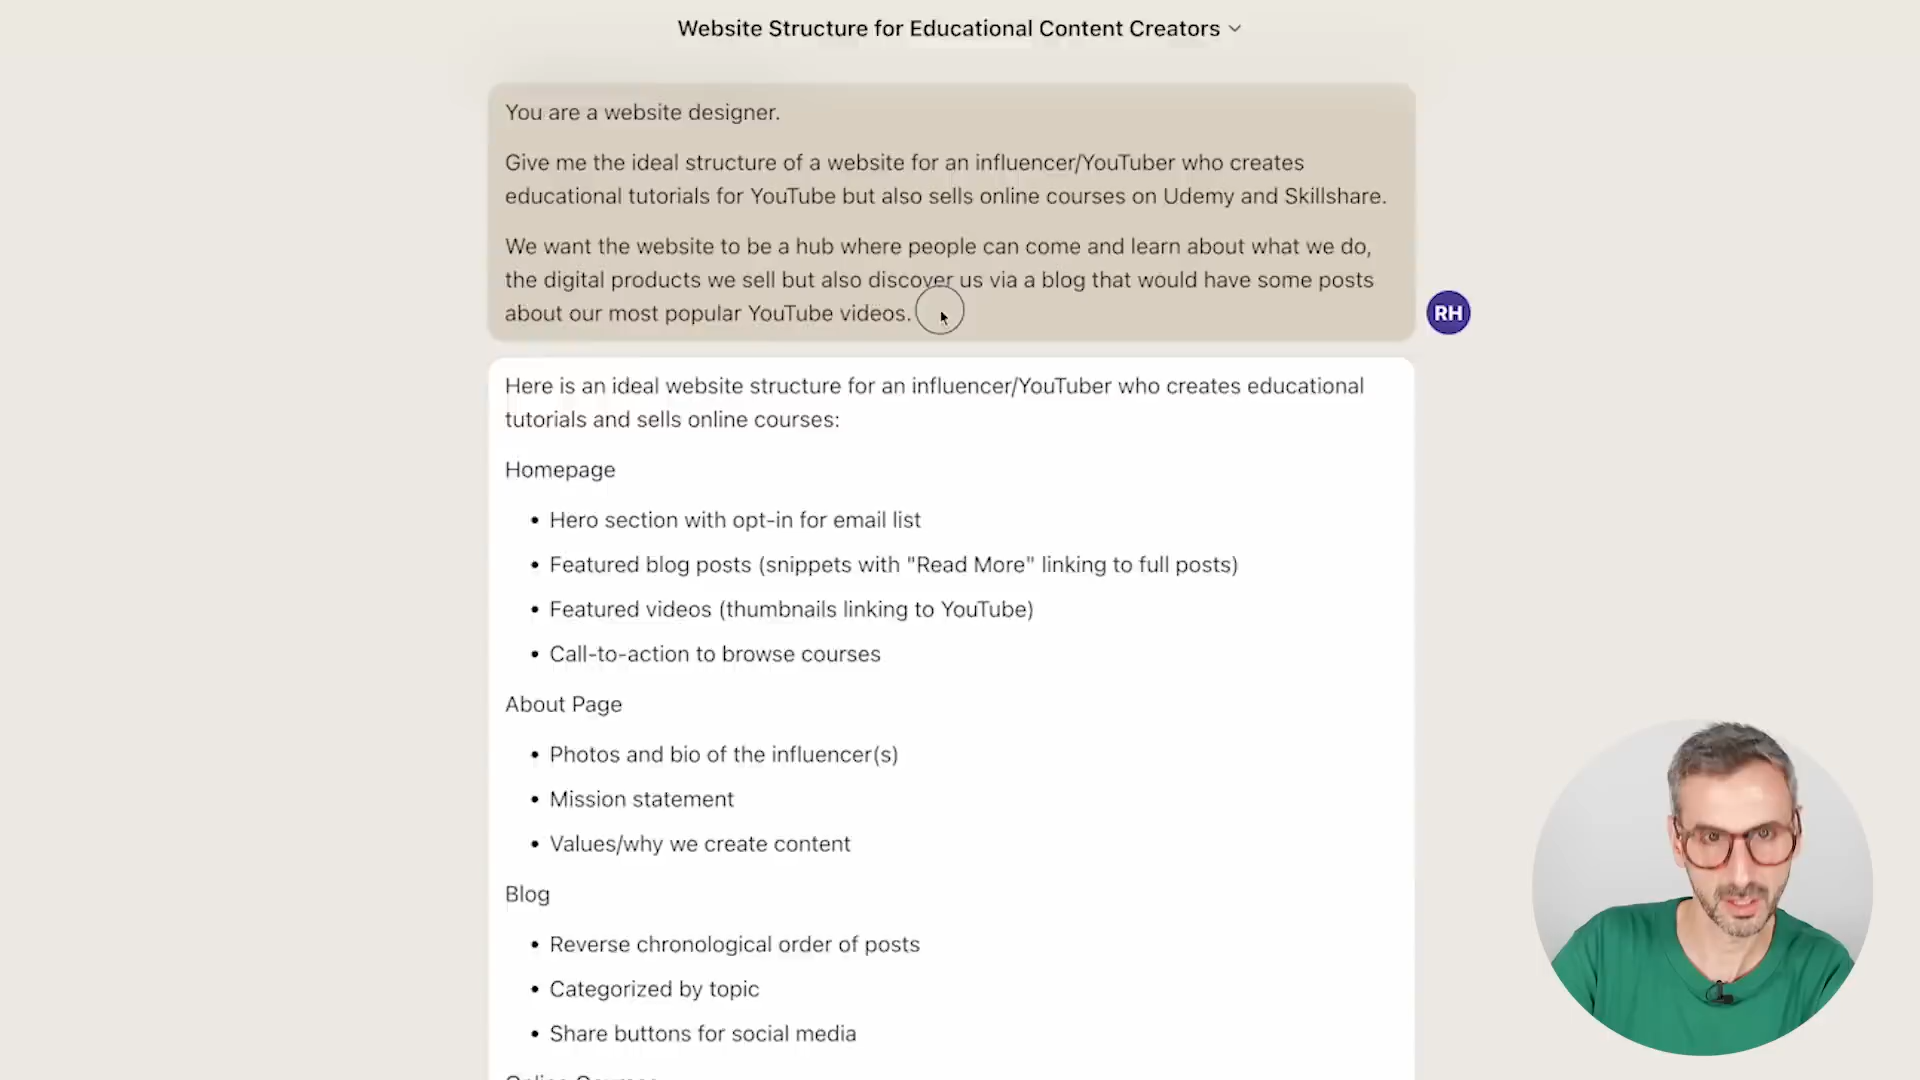 Website Structure for Educational Content Creators
You are a website designer.
Give me the ideal structure of a website for an influencer/YouTuber who creates
educational tutorials for YouTube but also sells online courses on Udemy and Skillshare.
We want the website to be a hub where people can come and learn about what we do,
the digital products we sell but also discover us via a blog that would have some posts
about our most popular YouTube videos.
RH
Here is an ideal website structure for an influencer/YouTuber who creates educational
tutorials and sells online courses:
Homepage
• Hero section with opt-in for email list
• Featured blog posts (snippets with "Read More" linking to full posts)
• Featured videos (thumbnails linking to YouTube)
• Call-to-action to browse courses
About Page
• Photos and bio of the influencer(s)
• Mission statement
• Values/why we create content
Blog
• Reverse chronological order of posts
• Categorized by topic
• Share buttons for social media